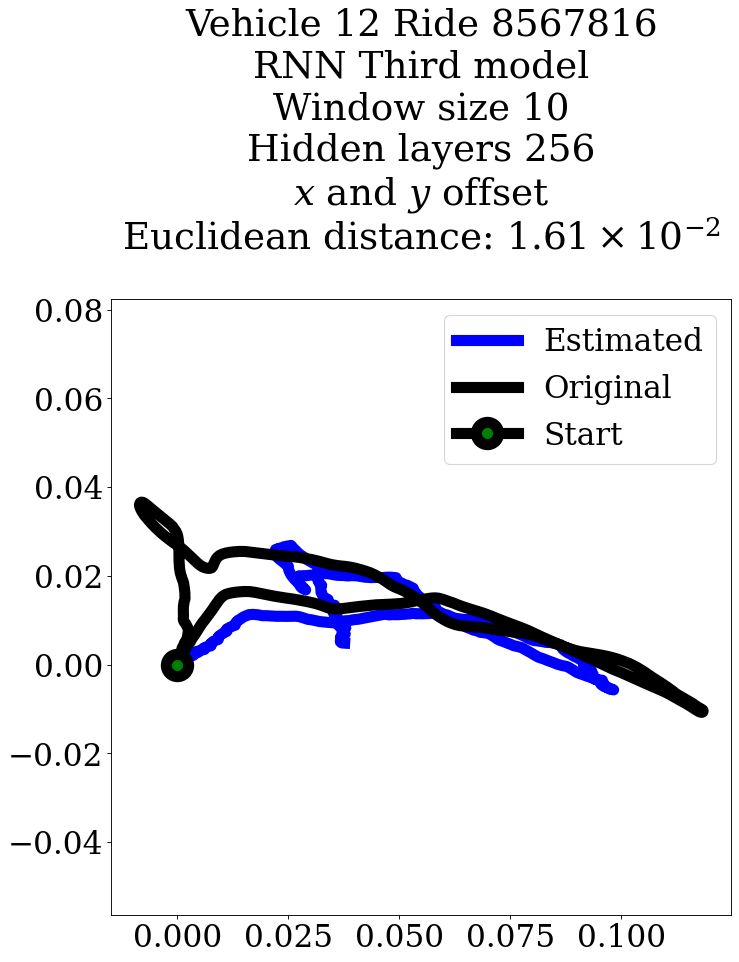 Vehicle 12 Ride 8567816
RNN Third model
Window size 10
Hidden layers 256
x and y offset
Euclidean distance: 1.61 × 10⁻²
0.08
0.06
0.04
0.02
0.00
−0.02
−0.04
Estimated
Original
Start
0.000 0.025 0.050 0.075 0.100